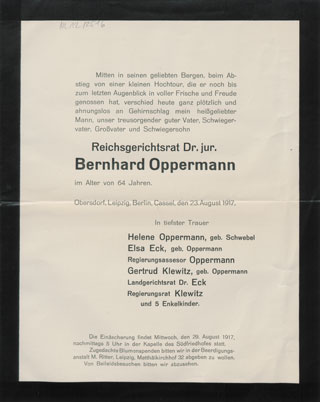 Mitten in seinen geliebten Bergen, beim Ab-
stieg von einer kleinen Hochtour, die er noch bis
zum letzten Augenblick in voller Frische und Freude
genossen hat, verschied heute ganz plötzlich und
ahnungslos an Gehirnschlag mein heißgeliebter
Mann, unser treusorgender guter Vater, Schwieger-
vater, Großvater und Schwiegersohn
Reichsgerichtsrat Dr. jur.
Bernhard Oppermann
im Alter von 64 Jahren.
Oberstdorf, Leipzig, Berlin, Cassel, den 23. August 1917,
In tiefster Trauer
Helene Oppermann, geb. Schwebel
Elsa Eck, geb. Oppermann
Regierungsassesor Oppermann
Gertrud Klewitz, geb. Oppermann
Landgerichtsrat Dr. Eck
Regierungsrat Klewitz
und 5 Enkelkinder.
Die Einäscherung findet Mittwoch, den 29. August 1917,
nachmittags 5 Uhr in der Kapelle des Südfriedhofes statt.
Zugedachte Blumenspenden bitten wir in der Beerdigungs-
anstalt M. Ritter, Leipzig, Matthäikirchhof 32 abgeben zu wollen.
Von Beileidsbesuchen bitten wir abzusehen.